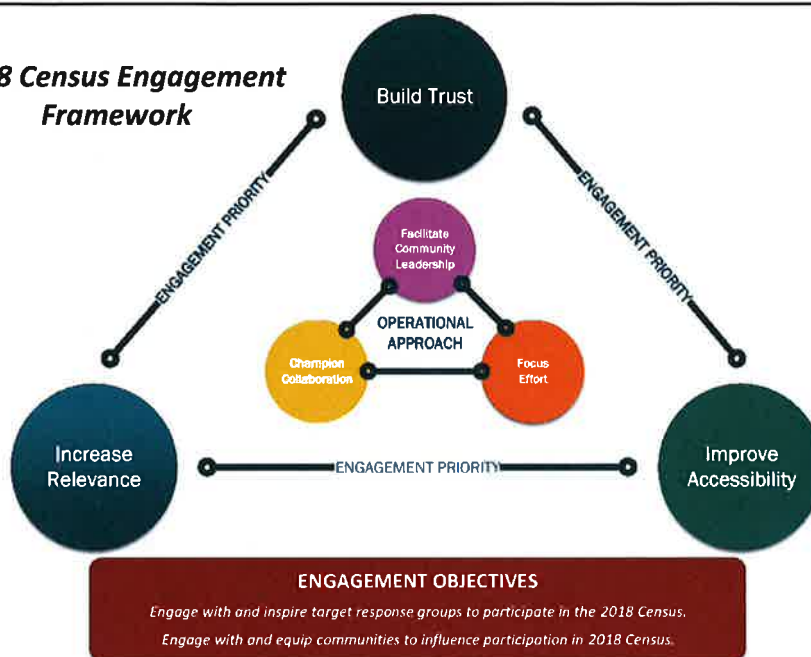 8 Census Engagement
Framework
Build Trust
ENGAGEMENT PRIORITY
ENGAGEMENT PRIORITY
Facilitate
Community
Leadership
OPERATIONAL
APPROACH
Champion
Collaboration
Focus
Effort
Increase
Relevance
ENGAGEMENT PRIORITY
Improve
Accessibility
ENGAGEMENT OBJECTIVES
Engage with and inspire target response groups to participate in the 2018 Census.
Engage with and equip communities to influence participation in 2018 Census.